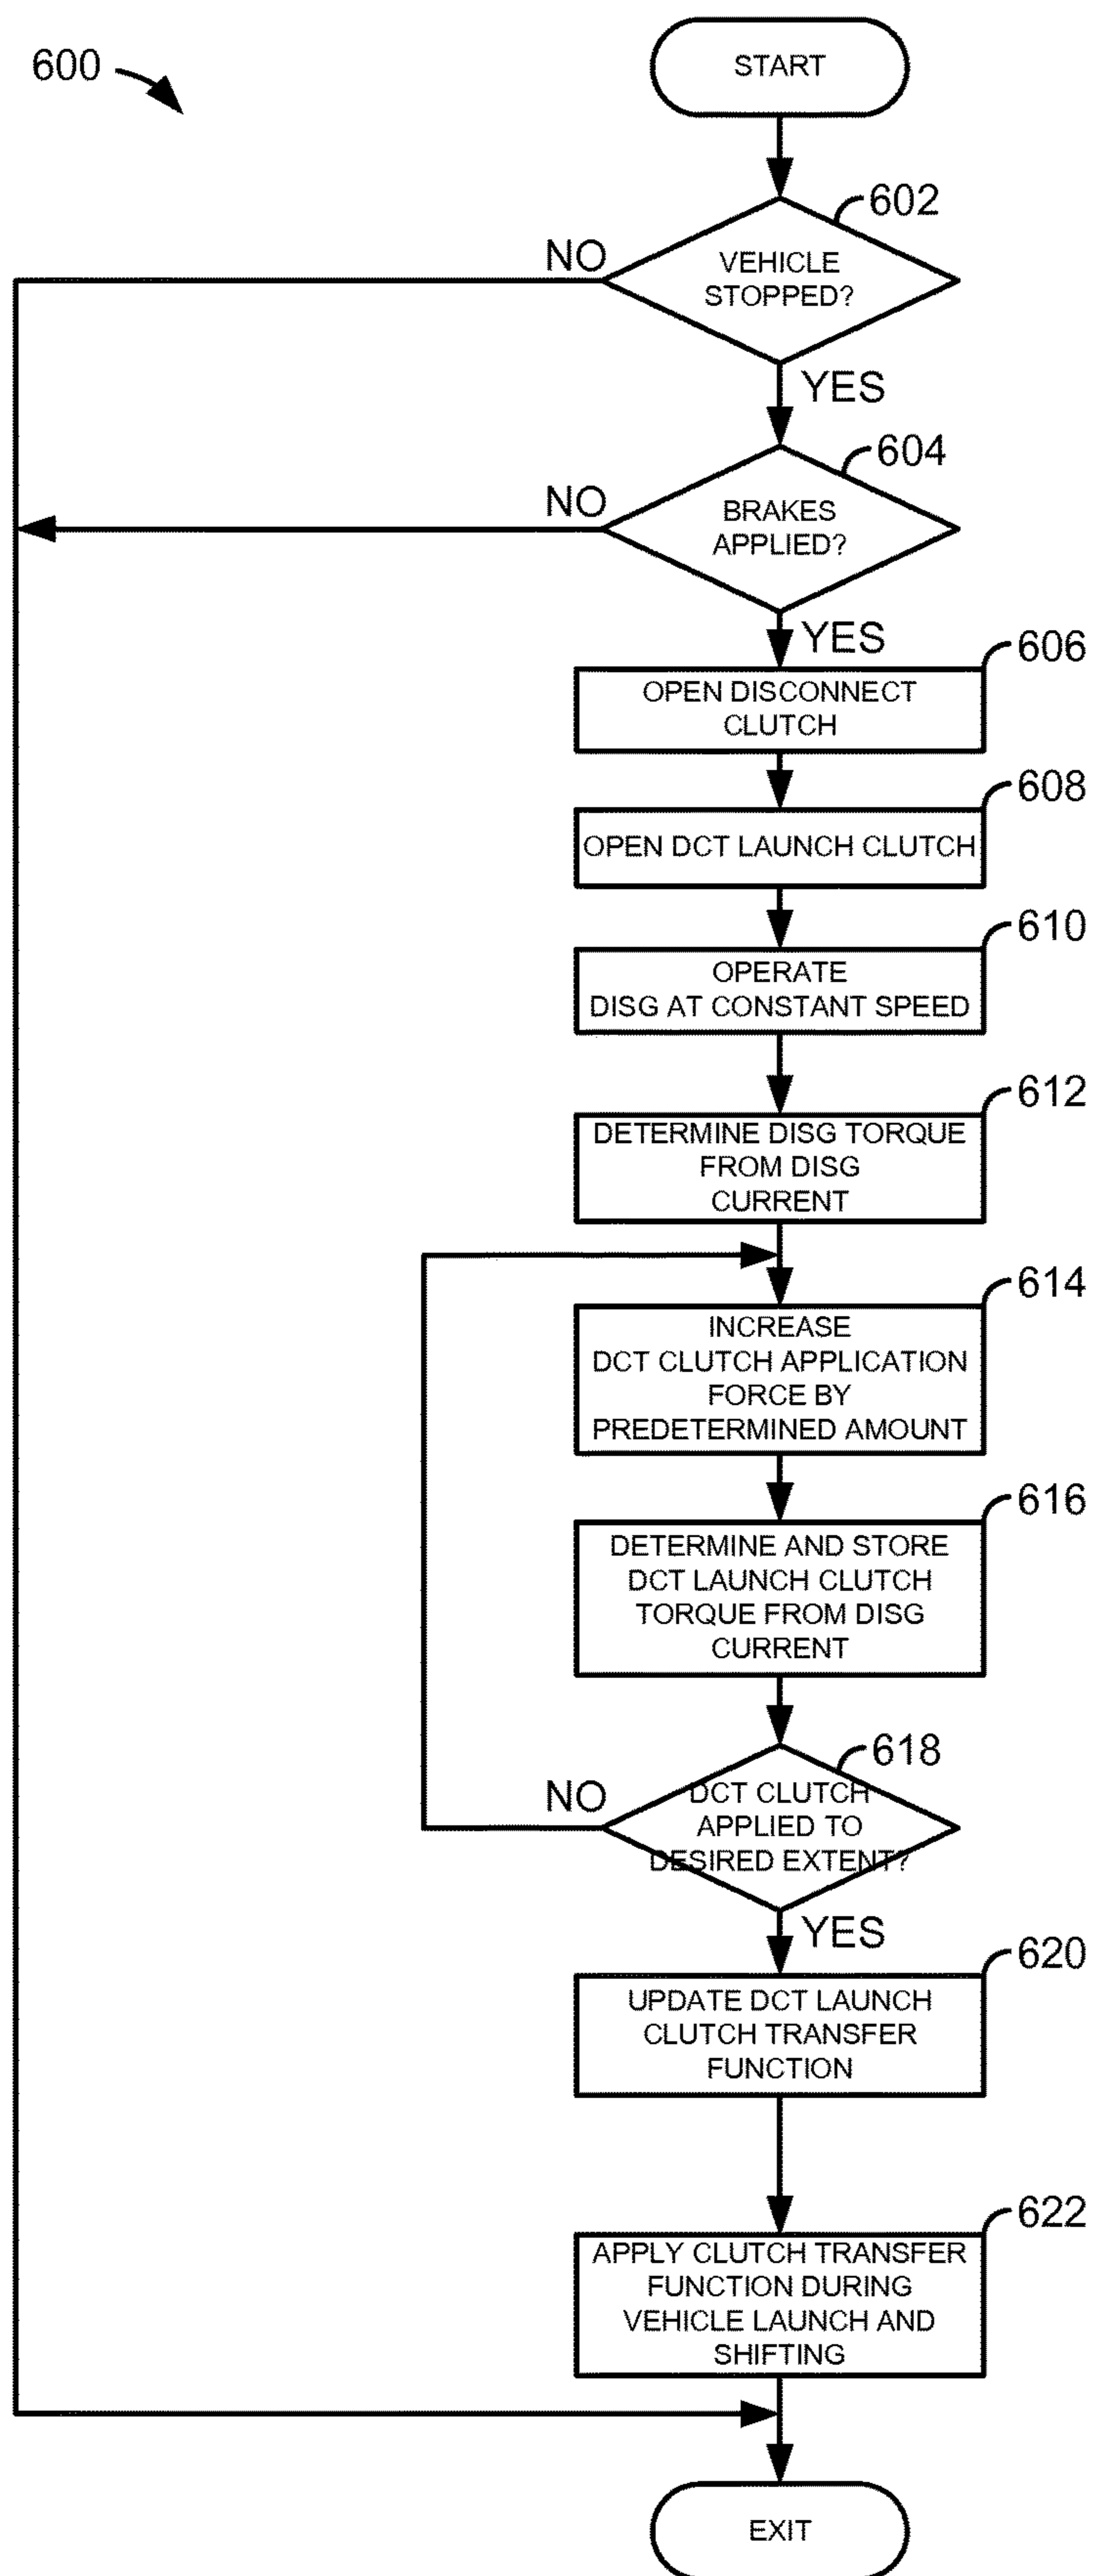 600
START
602
NO
VEHICLE
STOPPED?
YES
604
NO
BRAKES
APPLIED?
YES
606
OPEN DISCONNECT
CLUTCH
608
OPEN DCT LAUNCH CLUTCH
610
OPERATE
DISG AT CONSTANT SPEED
612
DETERMINE DISG TORQUE
FROM DISG
CURRENT
614
INCREASE
DCT CLUTCH APPLICATION
FORCE BY
PREDETERMINED AMOUNT
616
DETERMINE AND STORE
DCT LAUNCH CLUTCH
TORQUE FROM DISG
CURRENT
618
NO
DCT CLUTCH
APPLIED TO
DESIRED EXTENT?
YES
620
UPDATE DCT LAUNCH
CLUTCH TRANSFER
FUNCTION
622
APPLY CLUTCH TRANSFER
FUNCTION DURING
VEHICLE LAUNCH AND
SHIFTING
EXIT